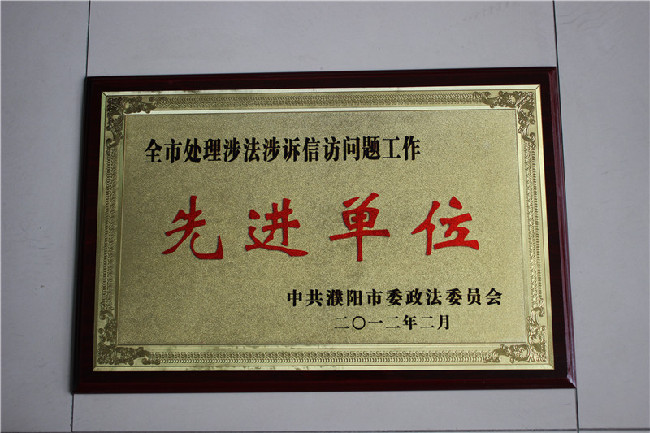 全市处理涉法涉诉信访问题工作
先进单位
中共濮阳市委政法委员会
二〇一二年二月